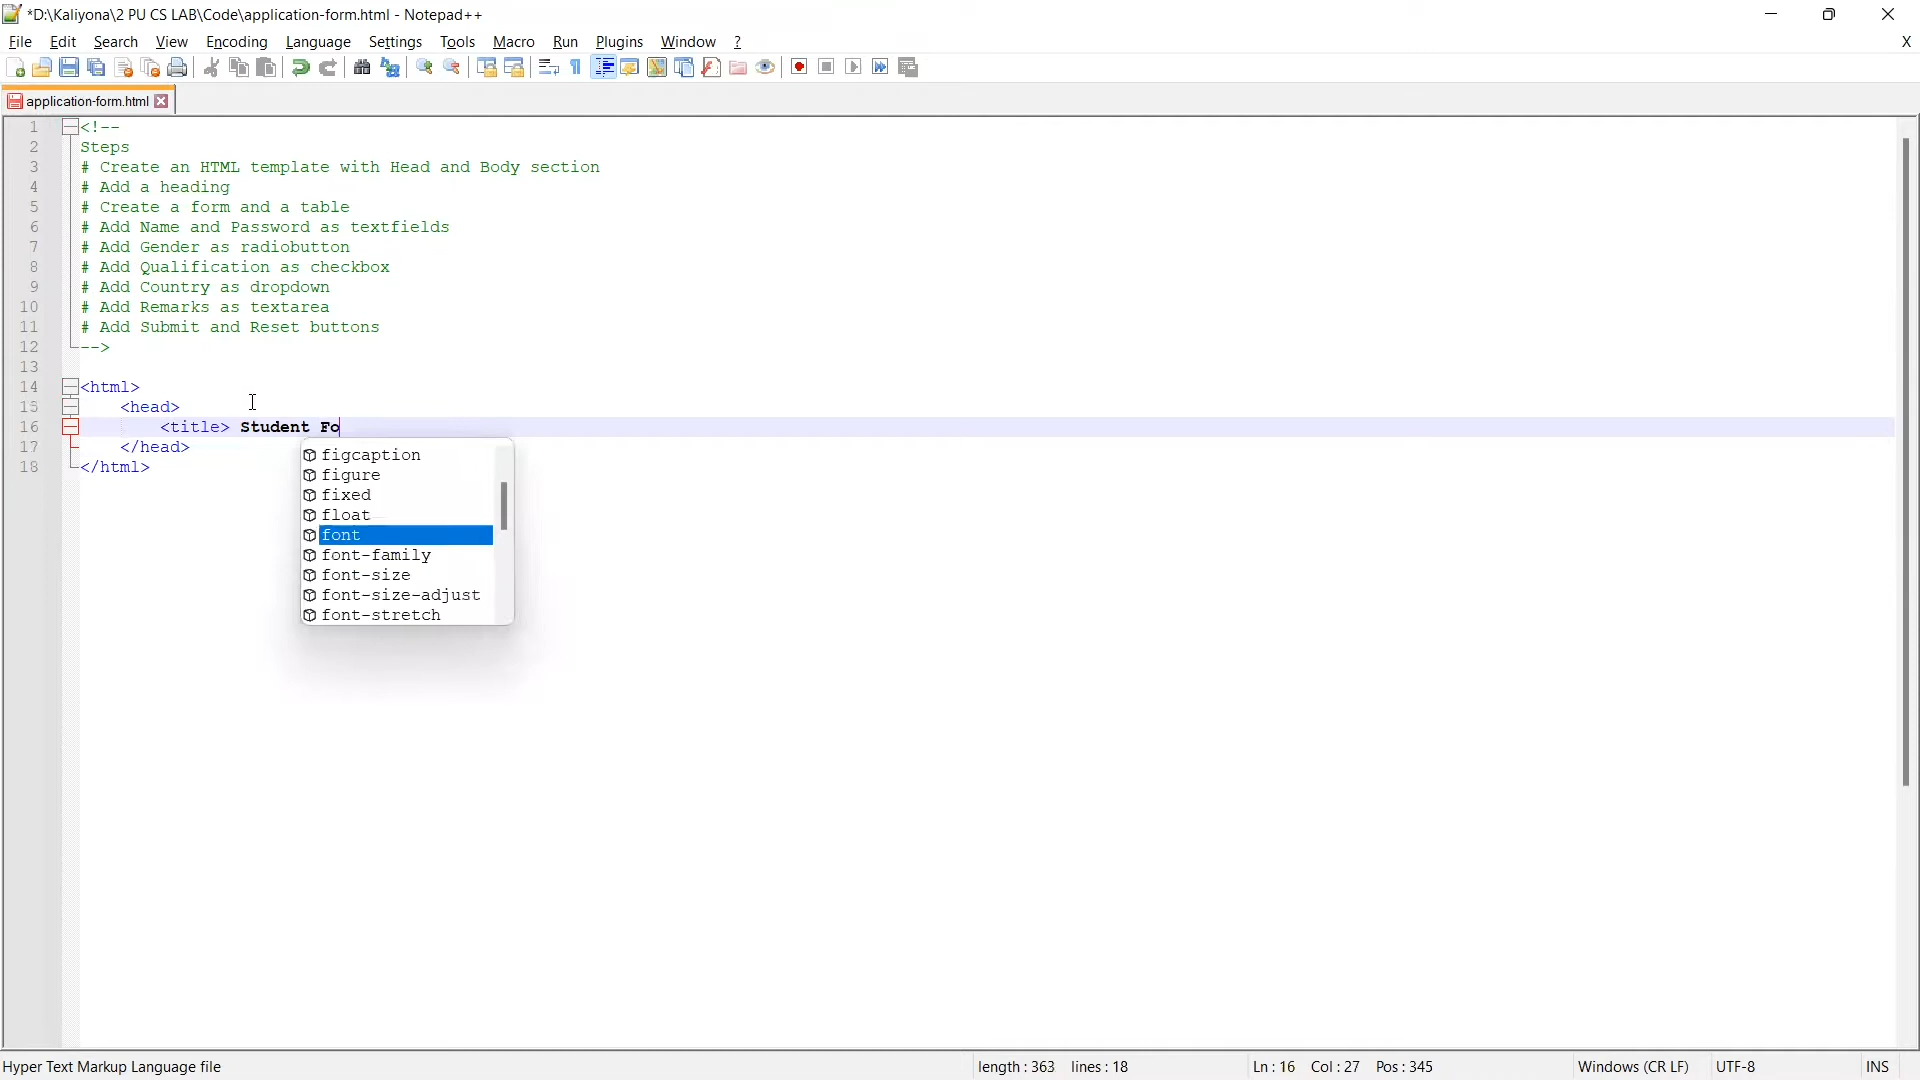 *D:\Kaliyona\2 PU CS LAB\Code\application-form.html - Notepad++
File Edit Search View Encoding Language Settings Tools Macro Run Plugins Window ? X
application-form.html
1 <!--
2 Steps
3 # Create an HTML template with Head and Body section
4 # Add a heading
5 # Create a form and a table
6 # Add Name and Password as textfields
7 # Add Gender as radiobutton
8 # Add Qualification as checkbox
9 # Add Country as dropdown
10 # Add Remarks as textarea
11 # Add Submit and Reset buttons
12 -->
13
14 <html>
15 <head>
16 <title> Student Fo
17 </head>
18 </html>
figcaption
figure
fixed
float
font
font-family
font-size
font-size-adjust
font-stretch
Hyper Text Markup Language file length : 363 lines : 18 Ln : 16 Col : 27 Pos : 345 Windows (CR LF) UTF-8 INS